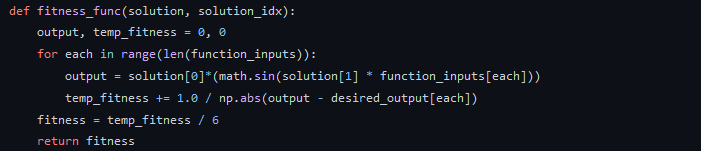 def fitness_func(solution, solution_idx):
    output, temp_fitness = 0, 0
    for each in range(len(function_inputs)):
        output = solution[0]*(math.sin(solution[1] * function_inputs[each]))
        temp_fitness += 1.0 / np.abs(output - desired_output[each])
    fitness = temp_fitness / 6
    return fitness